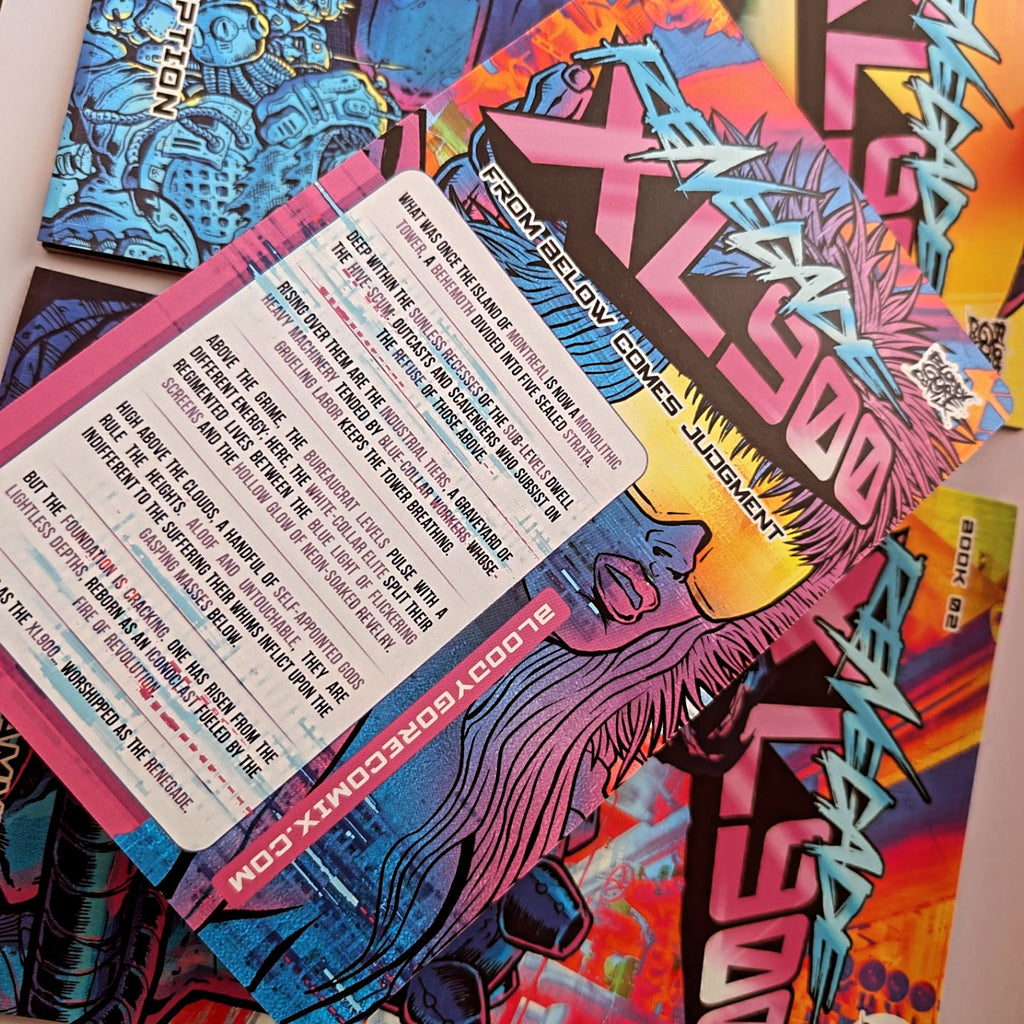 RENEGADE
XL900
FROM BELOW COMES JUDGMENT
WHAT WAS ONCE THE ISLAND OF MONTREAL IS NOW A MONOLITHIC
TOWER, A BEHEMOTH DIVIDED INTO FIVE SEALED STRATA.
DEEP WITHIN THE SUNLESS RECESSES OF THE SUB-LEVELS DWELL
THE HIVE-SCUM: OUTCASTS AND SCAVENGERS WHO SUBSIST ON
THE REFUSE OF THOSE ABOVE...
RISING OVER THEM ARE THE INDUSTRIAL TIERS, A GRAVEYARD OF
HEAVY MACHINERY TENDED BY BLUE-COLLAR WORKERS WHOSE
GRUELING LABOR KEEPS THE TOWER BREATHING.
ABOVE THE GRIME, THE BUREAUCRAT LEVELS PULSE WITH A
DIFFERENT ENERGY; HERE, THE WHITE-COLLAR ELITE SPLIT THEIR
REGIMENTED LIVES BETWEEN THE BLUE LIGHT OF FLICKERING
SCREENS AND THE HOLLOW GLOW OF NEON-SOAKED REVELRY.
HIGH ABOVE THE CLOUDS, A HANDFUL OF SELF-APPOINTED GODS
RULE THE HEIGHTS. ALOOF AND UNTOUCHABLE, THEY ARE
INDIFFERENT TO THE SUFFERING THEIR WHIMS INFLICT UPON THE
GASPING MASSES BELOW.
BUT THE FOUNDATION IS CRACKING. ONE HAS RISEN FROM THE
LIGHTLESS DEPTHS, REBORN AS AN ICONOCLAST FUELED BY THE
FIRE OF REVOLUTION.
AS THE XL900... WORSHIPPED AS THE RENEGADE.
BLOODYGORECOMIX.COM
PTION
RENEGADE
XL9
BOOK 02
RENEGADE
XL900